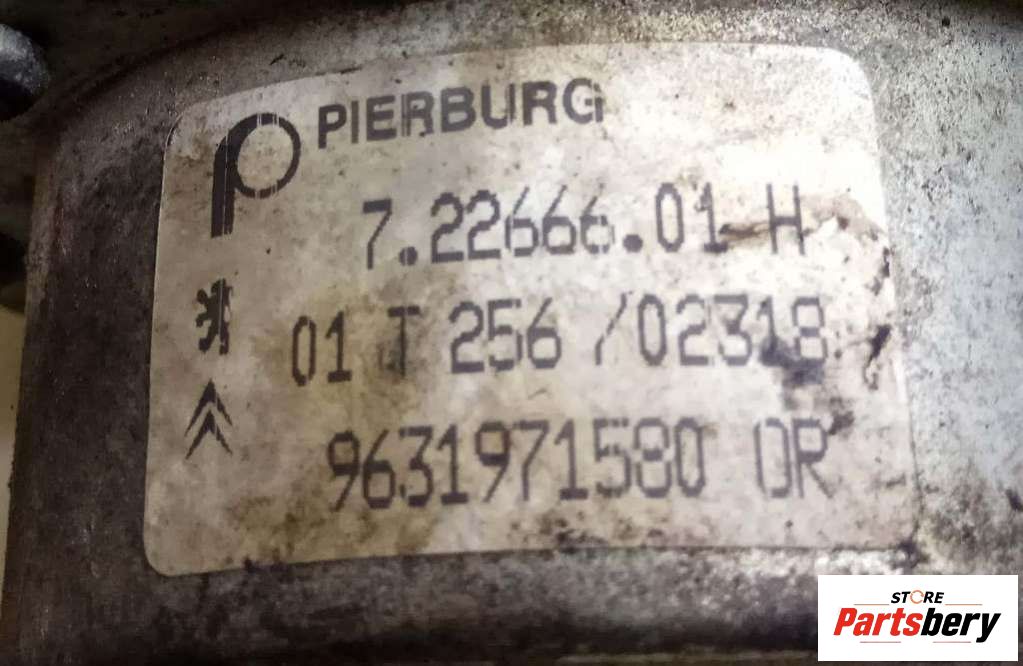 PIERBURG
7.22666.01 H
01 T 256 /02318
9631971580 OR
STORE
Partsbery